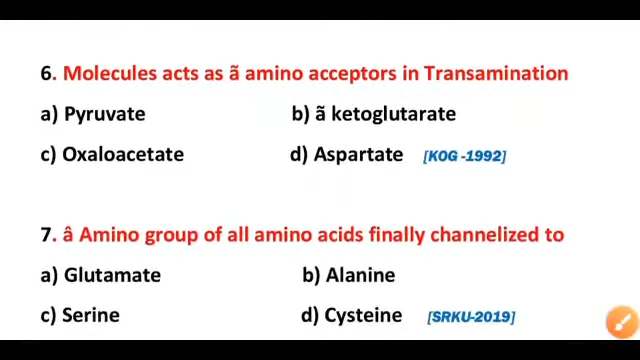 6. Molecules acts as ã amino acceptors in Transamination
a) Pyruvate b) ã ketoglutarate
c) Oxaloacetate d) Aspartate [KOG -1992]
7. â Amino group of all amino acids finally channelized to
a) Glutamate b) Alanine
c) Serine d) Cysteine [SRKU-2019]